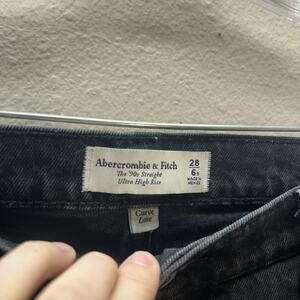 Abercrombie & Fitch
The '90s Straight
Ultra High Rise
28
6s
MADE IN
MEXICO
Curve
Love